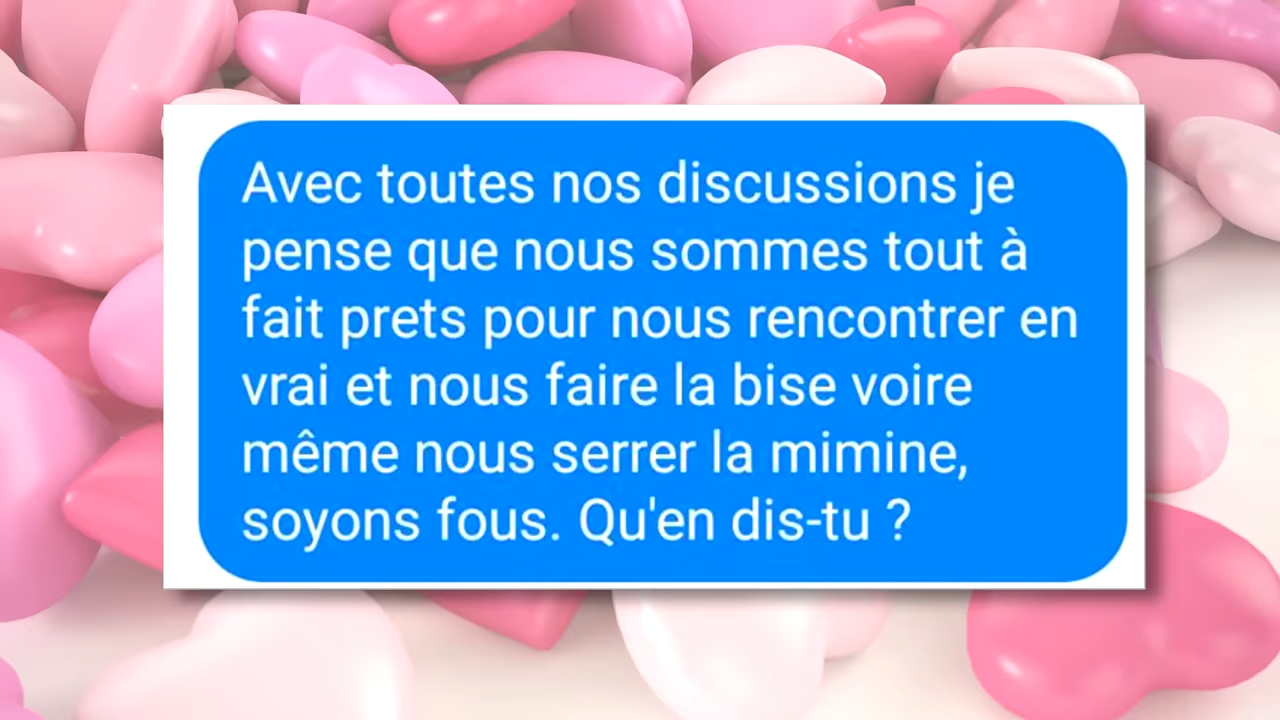 Avec toutes nos discussions je
pense que nous sommes tout à
fait prets pour nous rencontrer en
vrai et nous faire la bise voire
même nous serrer la mimine,
soyons fous. Qu'en dis-tu ?